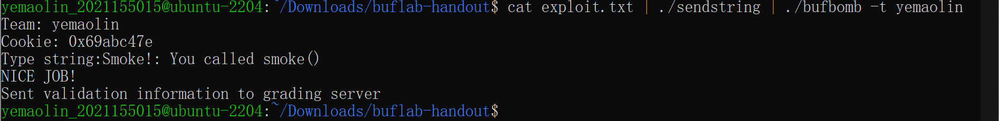 yemaolin_2021155015@ubuntu-2204:~/Downloads/buflab-handout$ cat exploit.txt | ./sendstring | ./bufbomb -t yemaolin
Team: yemaolin
Cookie: 0x69abc47e
Type string:Smoke!: You called smoke()
NICE JOB!
Sent validation information to grading server
yemaolin_2021155015@ubuntu-2204:~/Downloads/buflab-handout$